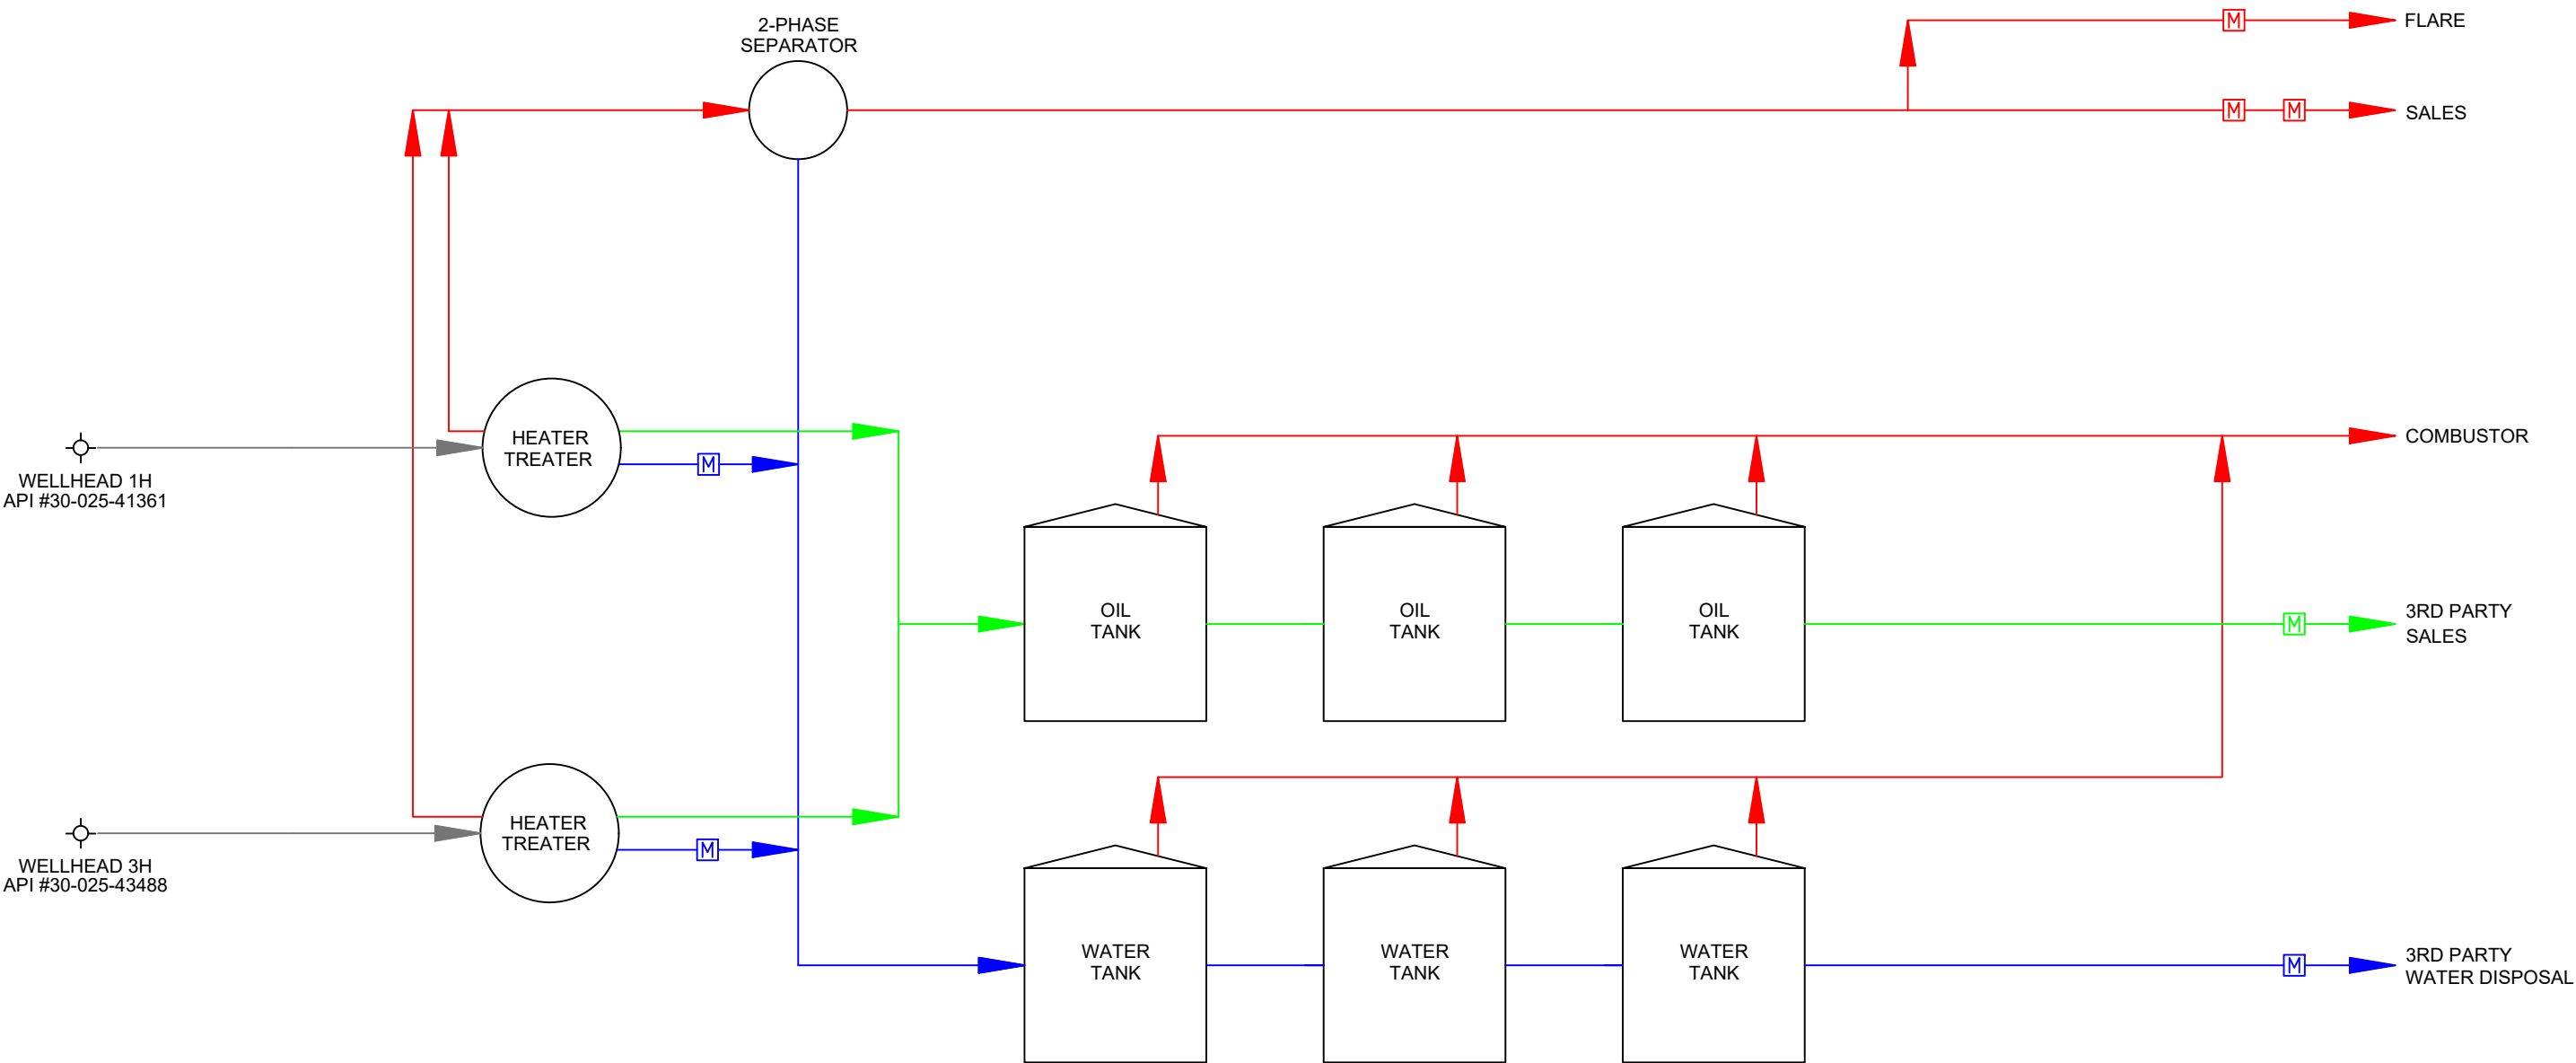 2-PHASE
SEPARATOR
M
FLARE
M
M
SALES
WELLHEAD 1H
API #30-025-41361
HEATER
TREATER
M
COMBUSTOR
OIL
TANK
OIL
TANK
OIL
TANK
M
3RD PARTY
SALES
WELLHEAD 3H
API #30-025-43488
HEATER
TREATER
M
WATER
TANK
WATER
TANK
WATER
TANK
M
3RD PARTY
WATER DISPOSAL